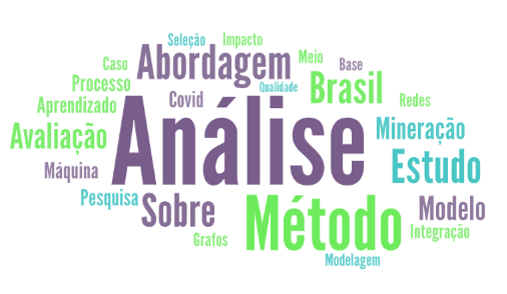 Seleção
Impacto
Caso
Abordagem
Meio
Base
Processo
Qualidade
Brasil
Aprendizado
Covid
Redes
Avaliação
Análise
Mineração
Máquina
Estudo
Pesquisa
Sobre
Método
Modelo
Grafos
Integração
Modelagem